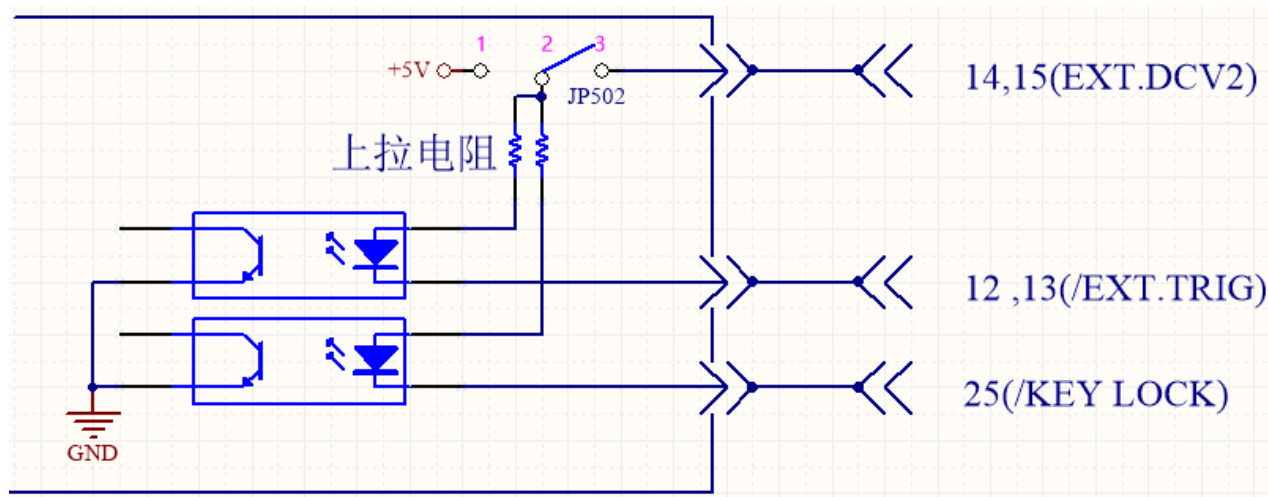 1 2 3
+5V
JP502
14,15(EXT.DCV2)
上拉电阻
12 ,13(/EXT.TRIG)
25(/KEY LOCK)
GND